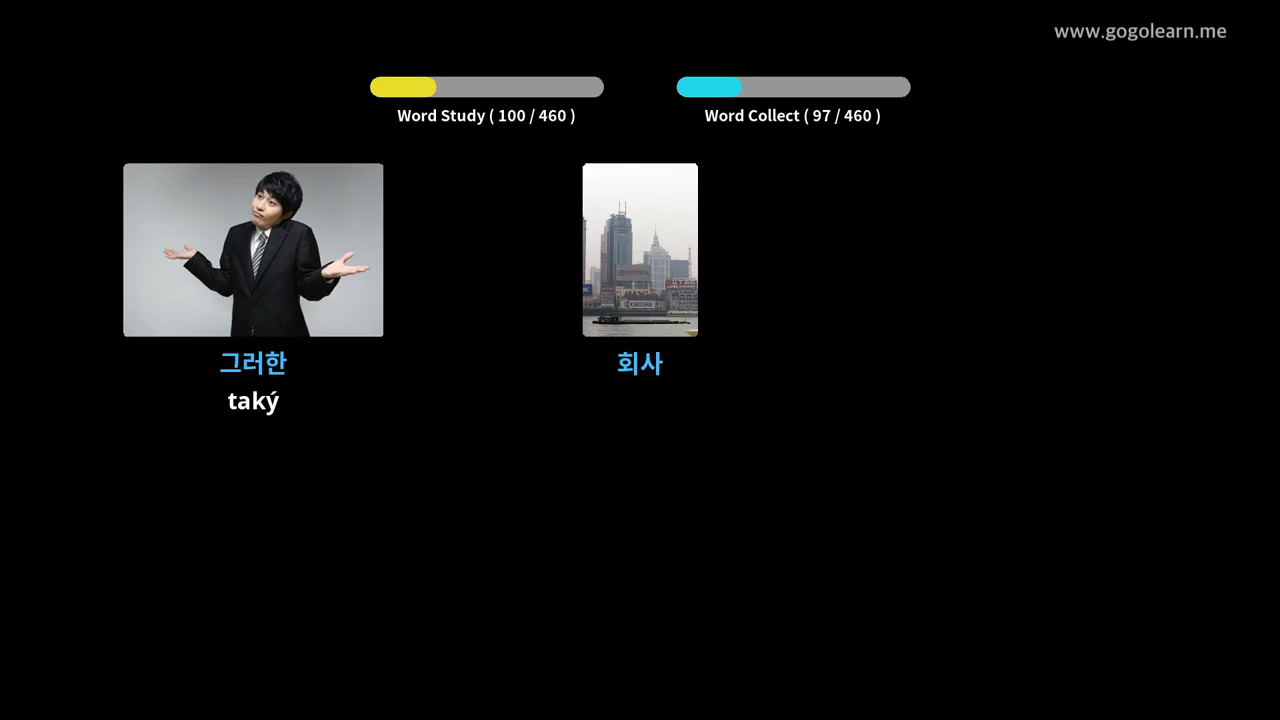 www.gogolearn.me
Word Study ( 100 / 460 )
Word Collect ( 97 / 460 )
그러한
taký
회사